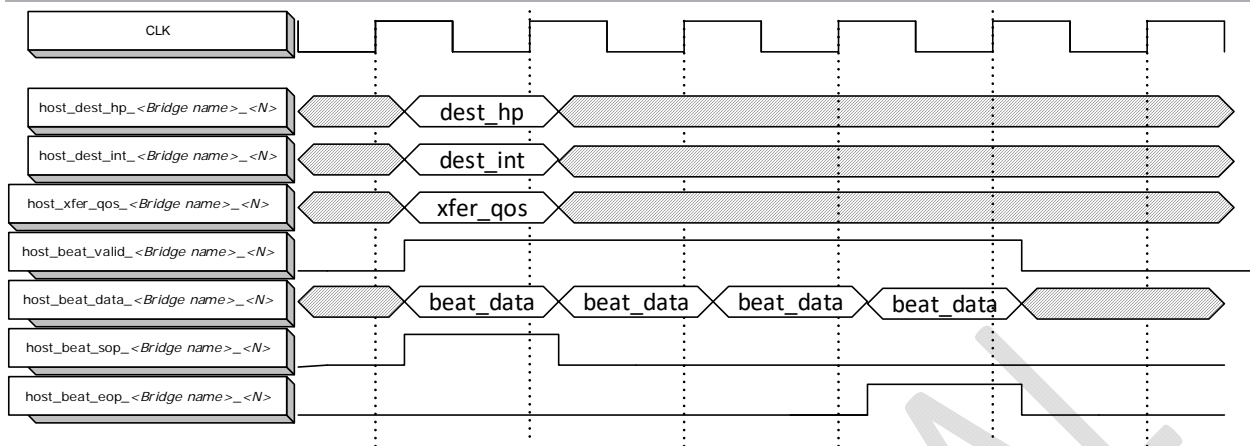 CLK
host_dest_hp_<Bridge name>_<N>
dest_hp
host_dest_int_<Bridge name>_<N>
dest_int
host_xfer_qos_<Bridge name>_<N>
xfer_qos
host_beat_valid_<Bridge name>_<N>
host_beat_data_<Bridge name>_<N>
beat_data beat_data beat_data beat_data
host_beat_sop_<Bridge name>_<N>
host_beat_eop_<Bridge name>_<N>